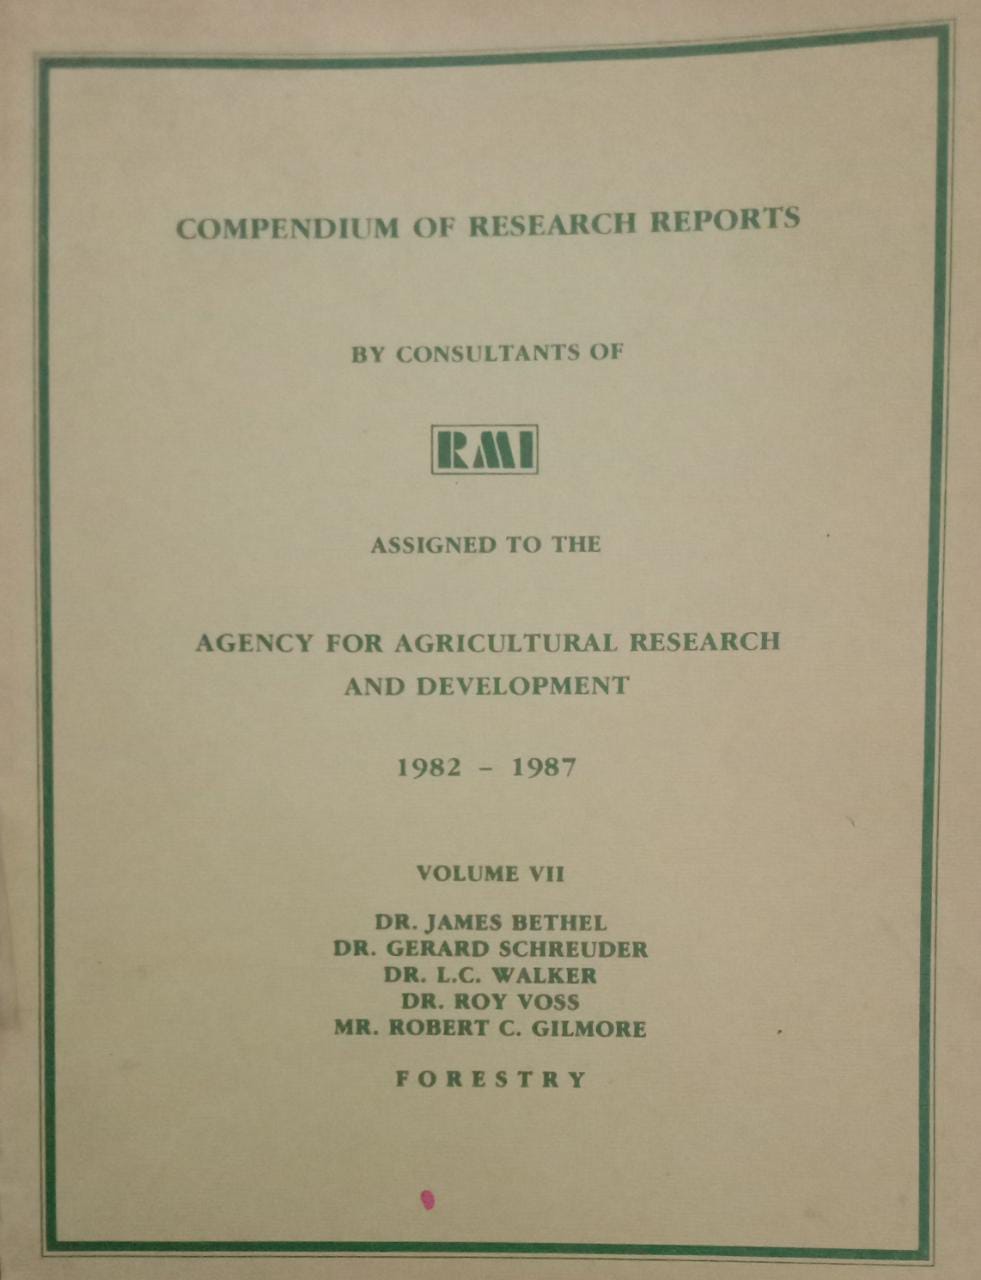 COMPENDIUM OF RESEARCH REPORTS
BY CONSULTANTS OF
RMI
ASSIGNED TO THE
AGENCY FOR AGRICULTURAL RESEARCH
AND DEVELOPMENT
1982 – 1987
VOLUME VII
DR. JAMES BETHEL
DR. GERARD SCHREUDER
DR. L.C. WALKER
DR. ROY VOSS
MR. ROBERT C. GILMORE
FORESTRY